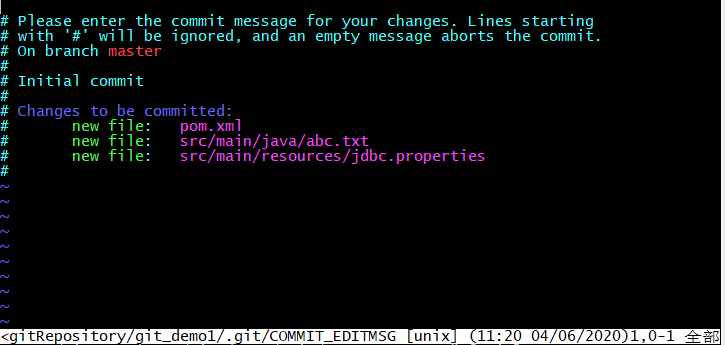 # Please enter the commit message for your changes. Lines starting
# with '#' will be ignored, and an empty message aborts the commit.
# On branch master
#
# Initial commit
#
# Changes to be committed:
#       new file:   pom.xml
#       new file:   src/main/java/abc.txt
#       new file:   src/main/resources/jdbc.properties
#
~
~
~
~
~
~
~
~
~
~
<gitRepository/git_demo1/.git/COMMIT_EDITMSG [unix] (11:20 04/06/2020)1,0-1 全部